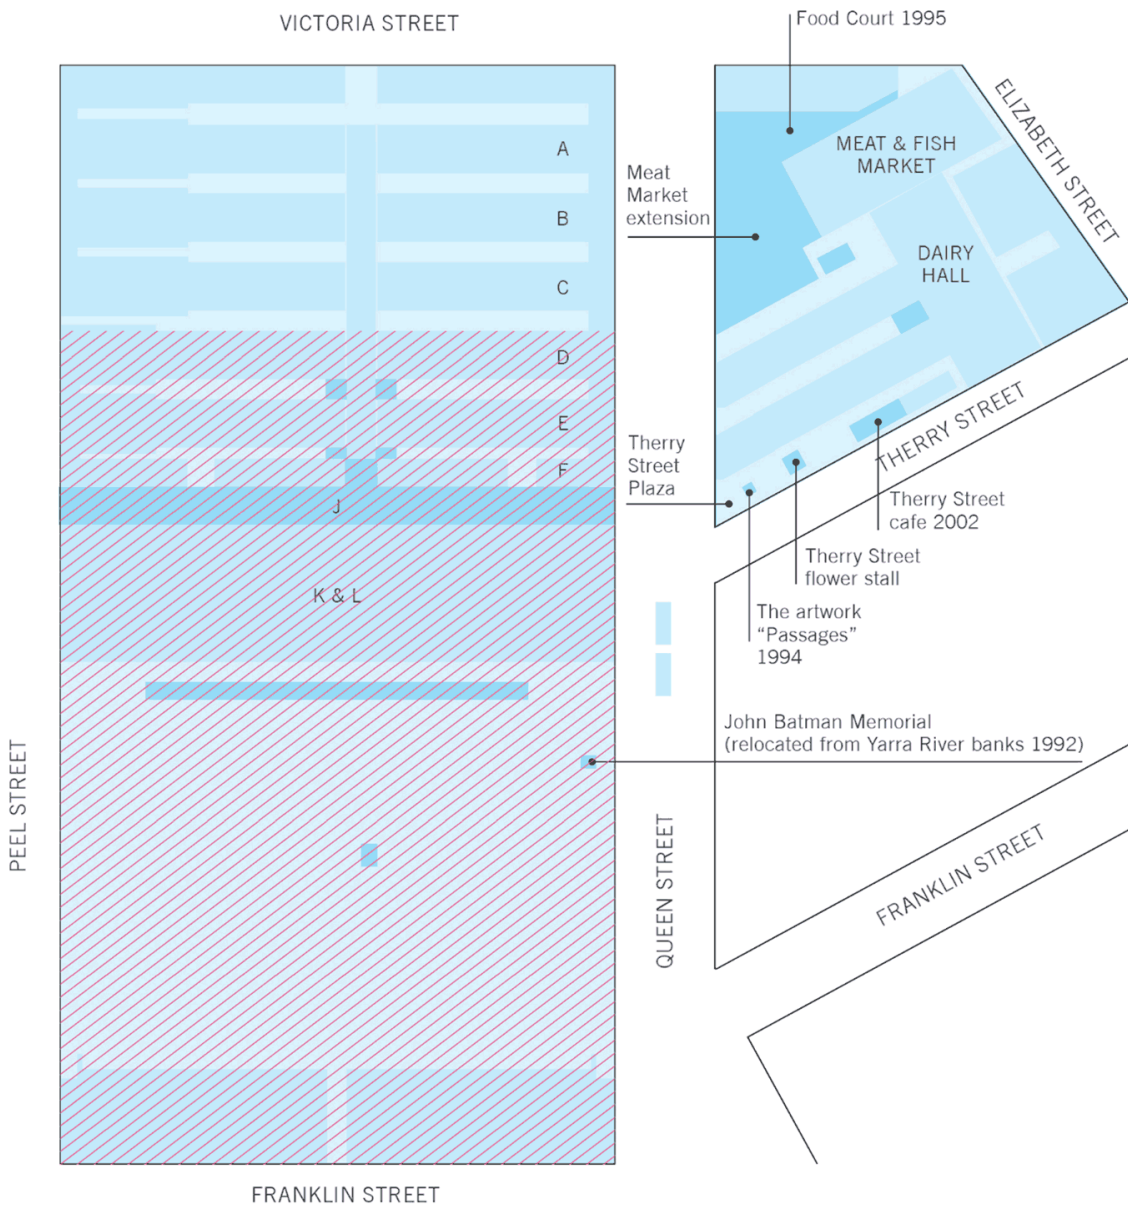 VICTORIA STREET
Food Court 1995
ELIZABETH STREET
MEAT & FISH
MARKET
A
Meat
Market
extension
B
DAIRY
HALL
C
D
E
F
THERRY STREET
Therry
Street
Plaza
J
Therry Street
cafe 2002
Therry Street
flower stall
K & L
The artwork
“Passages”
1994
John Batman Memorial
(relocated from Yarra River banks 1992)
PEEL STREET
QUEEN STREET
FRANKLIN STREET
FRANKLIN STREET